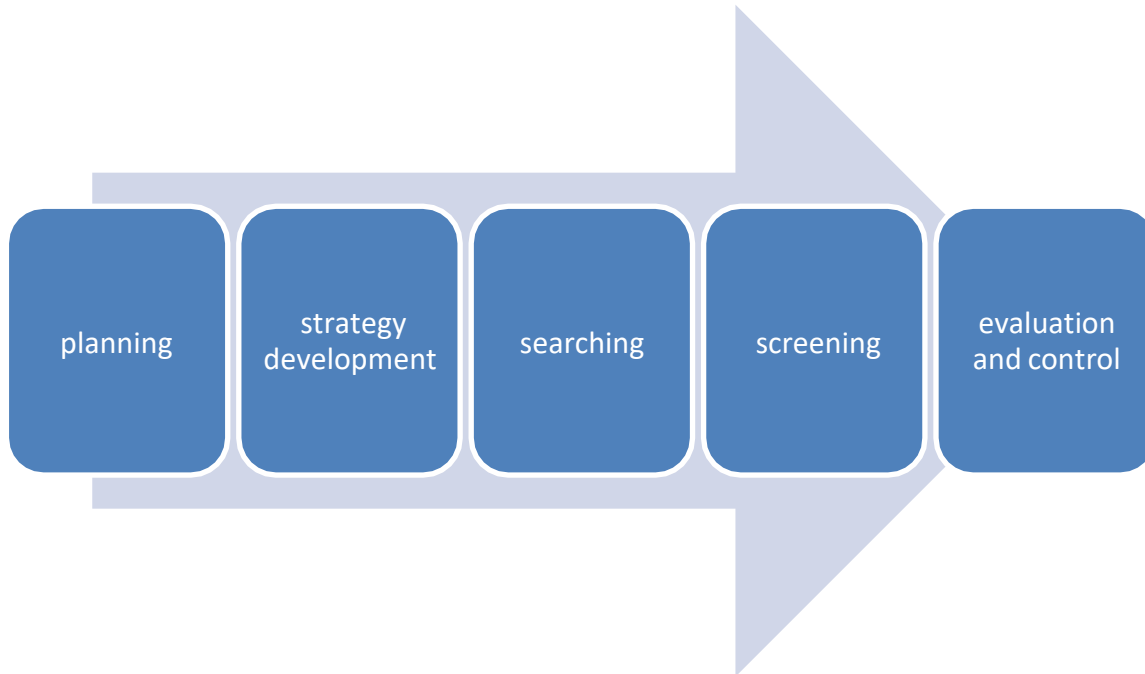 planning
strategy
development
searching
screening
evaluation
and control